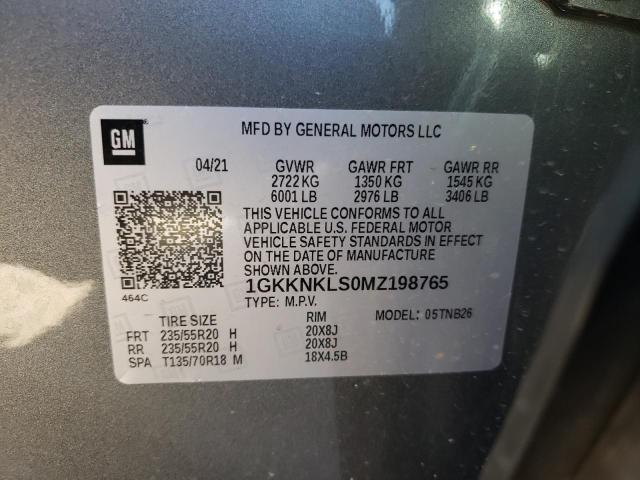 GM
MFD BY GENERAL MOTORS LLC
04/21 GVWR GAWR FRT GAWR RR
2722 KG 1350 KG 1545 KG
6001 LB 2976 LB 3406 LB
THIS VEHICLE CONFORMS TO ALL
APPLICABLE U.S. FEDERAL MOTOR
VEHICLE SAFETY STANDARDS IN EFFECT
ON THE DATE OF MANUFACTURE
SHOWN ABOVE.
464C
1GKKNKLS0MZ198765
TYPE: M.P.V. MODEL: 05TNB26
TIRE SIZE RIM
FRT 235/55R20 H 20X8J
RR 235/55R20 H 20X8J
SPA T135/70R18 M 18X4.5B